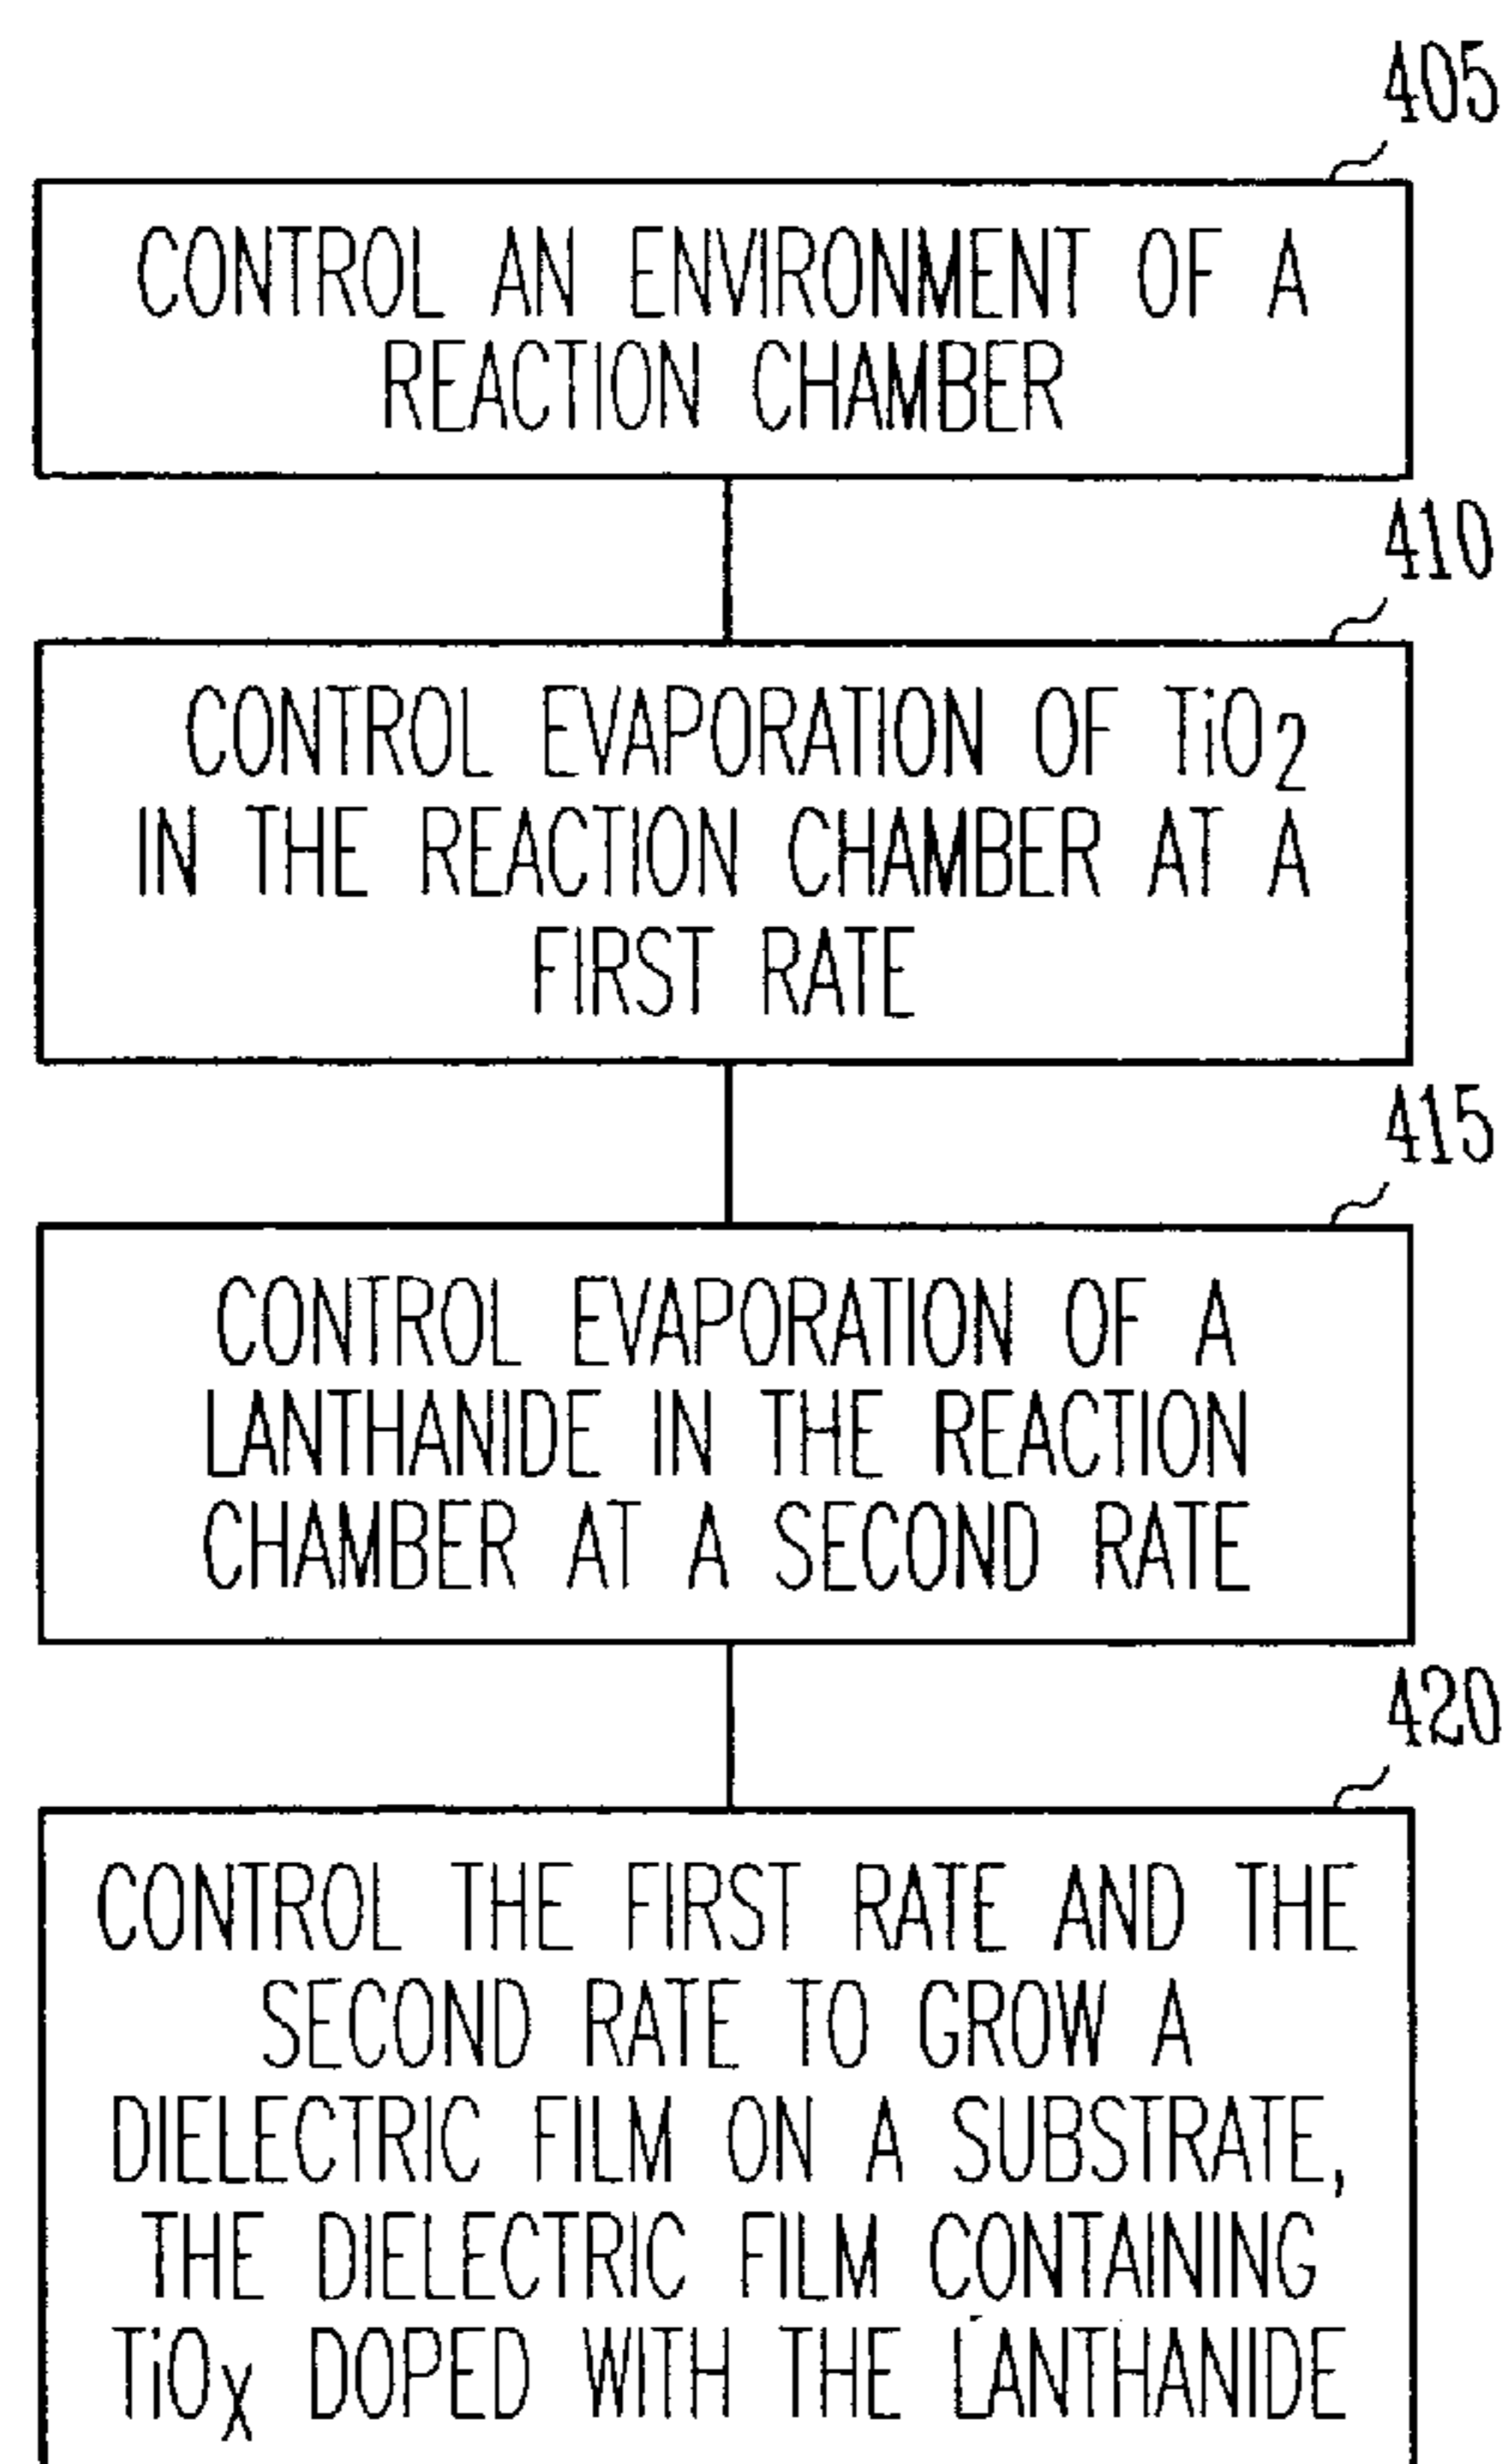 405
CONTROL AN ENVIRONMENT OF A
REACTION CHAMBER
410
CONTROL EVAPORATION OF TiO2
IN THE REACTION CHAMBER AT A
FIRST RATE
415
CONTROL EVAPORATION OF A
LANTHANIDE IN THE REACTION
CHAMBER AT A SECOND RATE
420
CONTROL THE FIRST RATE AND THE
SECOND RATE TO GROW A
DIELECTRIC FILM ON A SUBSTRATE,
THE DIELECTRIC FILM CONTAINING
TiOX DOPED WITH THE LANTHANIDE